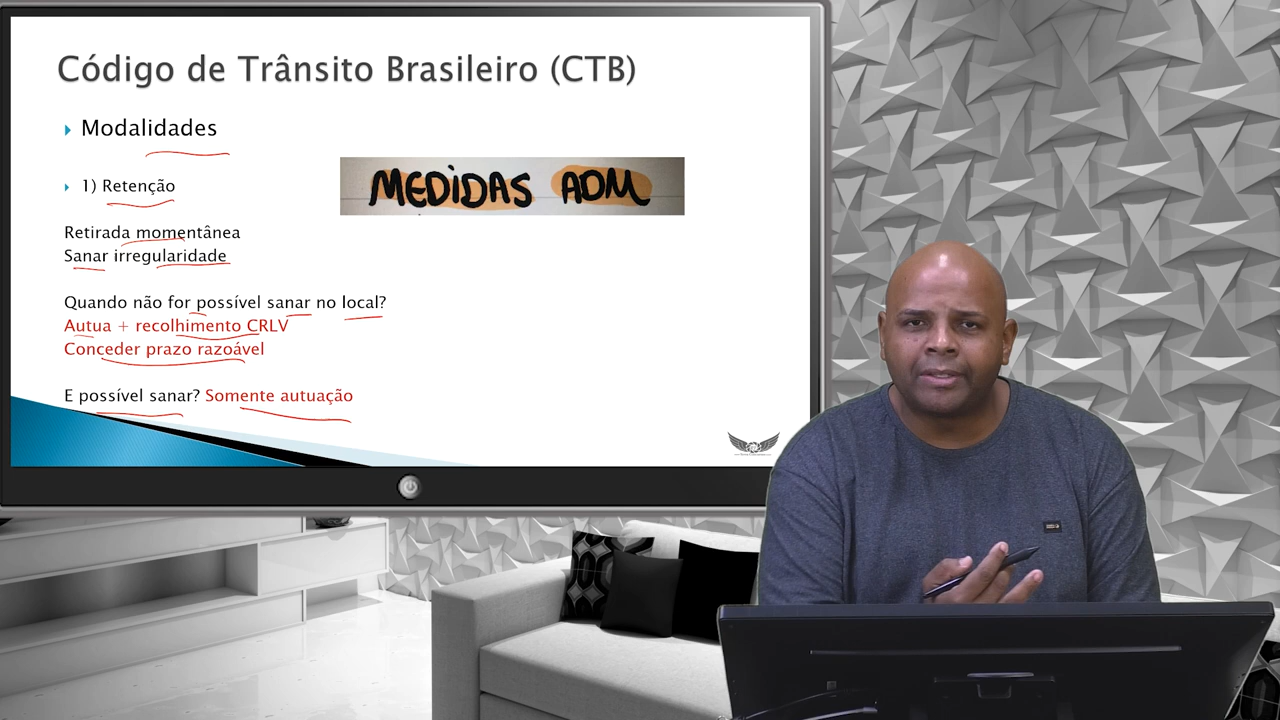 Código de Trânsito Brasileiro (CTB)
Modalidades
1) Retenção
MEDIDAS ADM
Retirada momentânea
Sanar irregularidade
Quando não for possível sanar no local?
Autua + recolhimento CRLV
Conceder prazo razoável
E possível sanar? Somente autuação